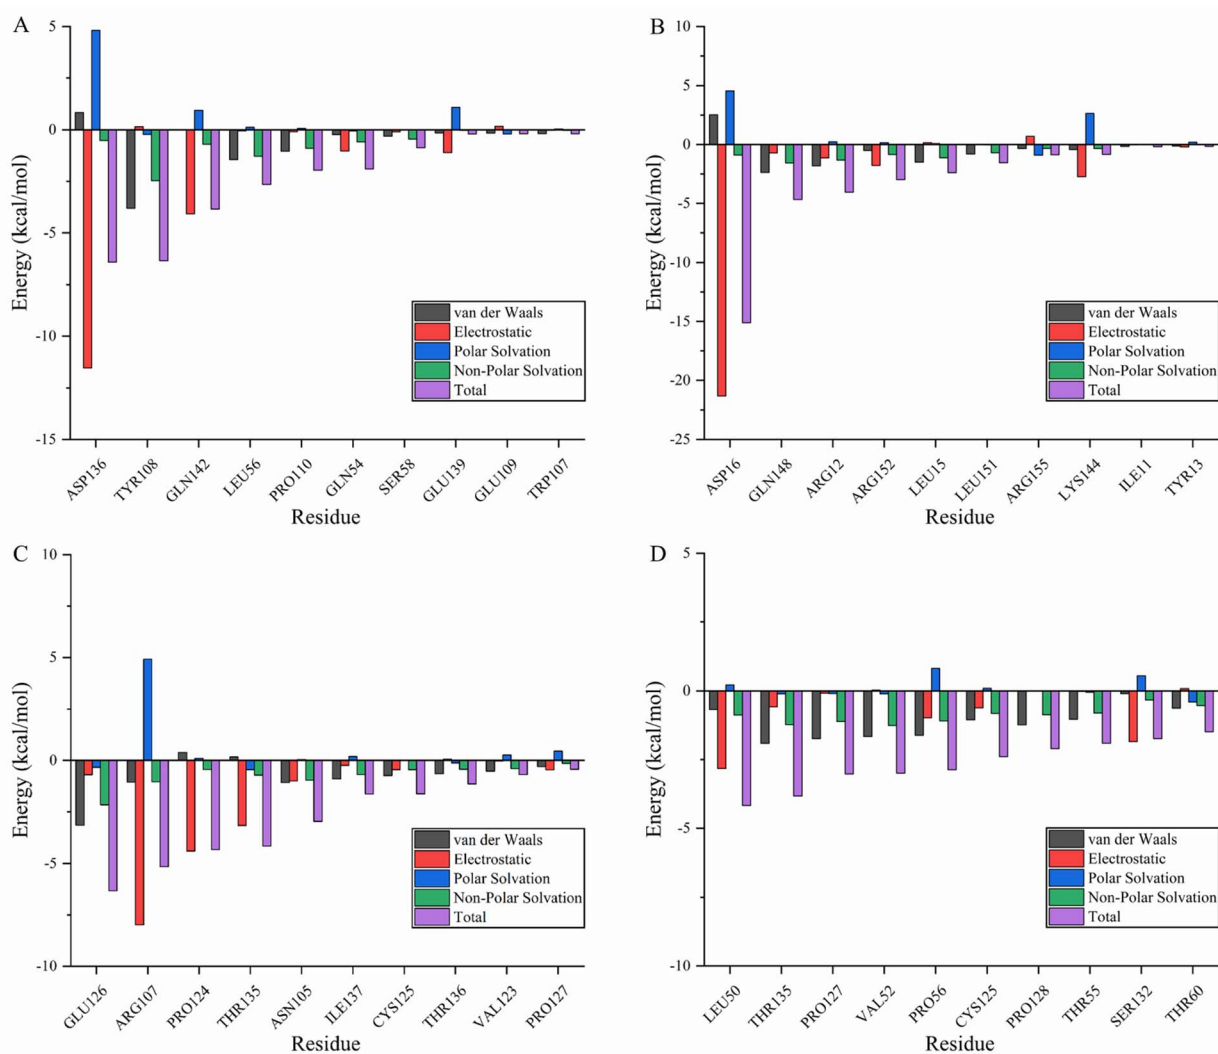 A
Energy (kcal/mol)
5
0
-5
-10
-15
van der Waals
Electrostatic
Polar Solvation
Non-Polar Solvation
Total
ASP136
TYR108
GLN142
LEU56
PRO110
GLN54
SER58
GLU139
GLU109
TRP107
Residue
B
Energy (kcal/mol)
10
5
0
-5
-10
-15
-20
-25
van der Waals
Electrostatic
Polar Solvation
Non-Polar Solvation
Total
ASP16
GLN148
ARG12
ARG152
LEU15
LEU151
ARG155
LYS144
ILE11
TYR13
Residue
C
Energy (kcal/mol)
10
5
0
-5
-10
van der Waals
Electrostatic
Polar Solvation
Non-Polar Solvation
Total
GLU126
ARG107
PRO124
THR135
ASN105
ILE137
CYS125
THR136
VAL123
PRO127
Residue
D
Energy (kcal/mol)
5
0
-5
-10
van der Waals
Electrostatic
Polar Solvation
Non-Polar Solvation
Total
LEU50
THR135
PRO127
VAL52
PRO56
CYS125
PRO128
THR55
SER132
THR60
Residue